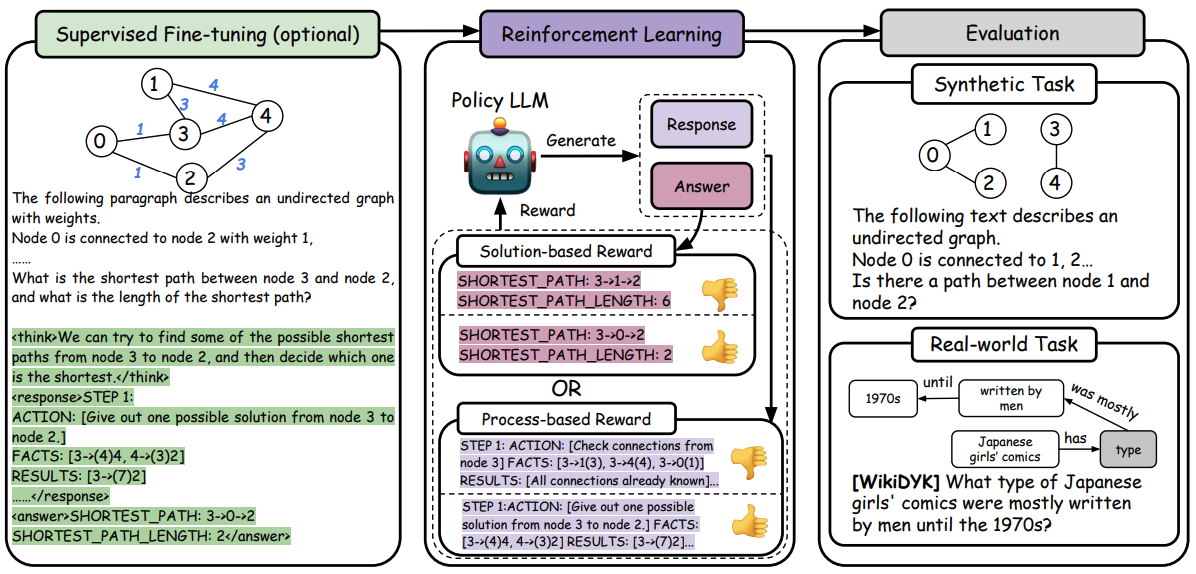 Supervised Fine-tuning (optional)
1
4
3
4
4
3
0
1
1
3
2
The following paragraph describes an undirected graph
with weights.
Node 0 is connected to node 2 with weight 1,
......
What is the shortest path between node 3 and node 2,
and what is the length of the shortest path?
<think>We can try to find some of the possible shortest
paths from node 3 to node 2, and then decide which one
is the shortest.</think>
<response>STEP 1:
ACTION: [Give out one possible solution from node 3 to
node 2.]
FACTS: [3->(4)4, 4->(3)2]
RESULTS: [3->(7)2]
......</response>
<answer>SHORTEST_PATH: 3->0->2
SHORTEST_PATH_LENGTH: 2</answer>
Reinforcement Learning
Policy LLM
Generate
Response
Answer
Reward
Solution-based Reward
SHORTEST_PATH: 3->1->2
SHORTEST_PATH_LENGTH: 6
SHORTEST_PATH: 3->0->2
SHORTEST_PATH_LENGTH: 2
OR
Process-based Reward
STEP 1: ACTION: [Check connections from
node 3] FACTS: [3->1(3), 3->4(4), 3->0(1)]
RESULTS: [All connections already known]...
STEP 1:ACTION: [Give out one possible
solution from node 3 to node 2.] FACTS:
[3->(4)4, 4->(3)2] RESULTS: [3->(7)2]...
Evaluation
Synthetic Task
1
3
0
2
4
The following text describes an
undirected graph.
Node 0 is connected to 1, 2...
Is there a path between node 1 and
node 2?
Real-world Task
1970s
until
written by
men
was mostly
Japanese
girls' comics
has
type
[WikiDYK] What type of Japanese
girls' comics were mostly written
by men until the 1970s?